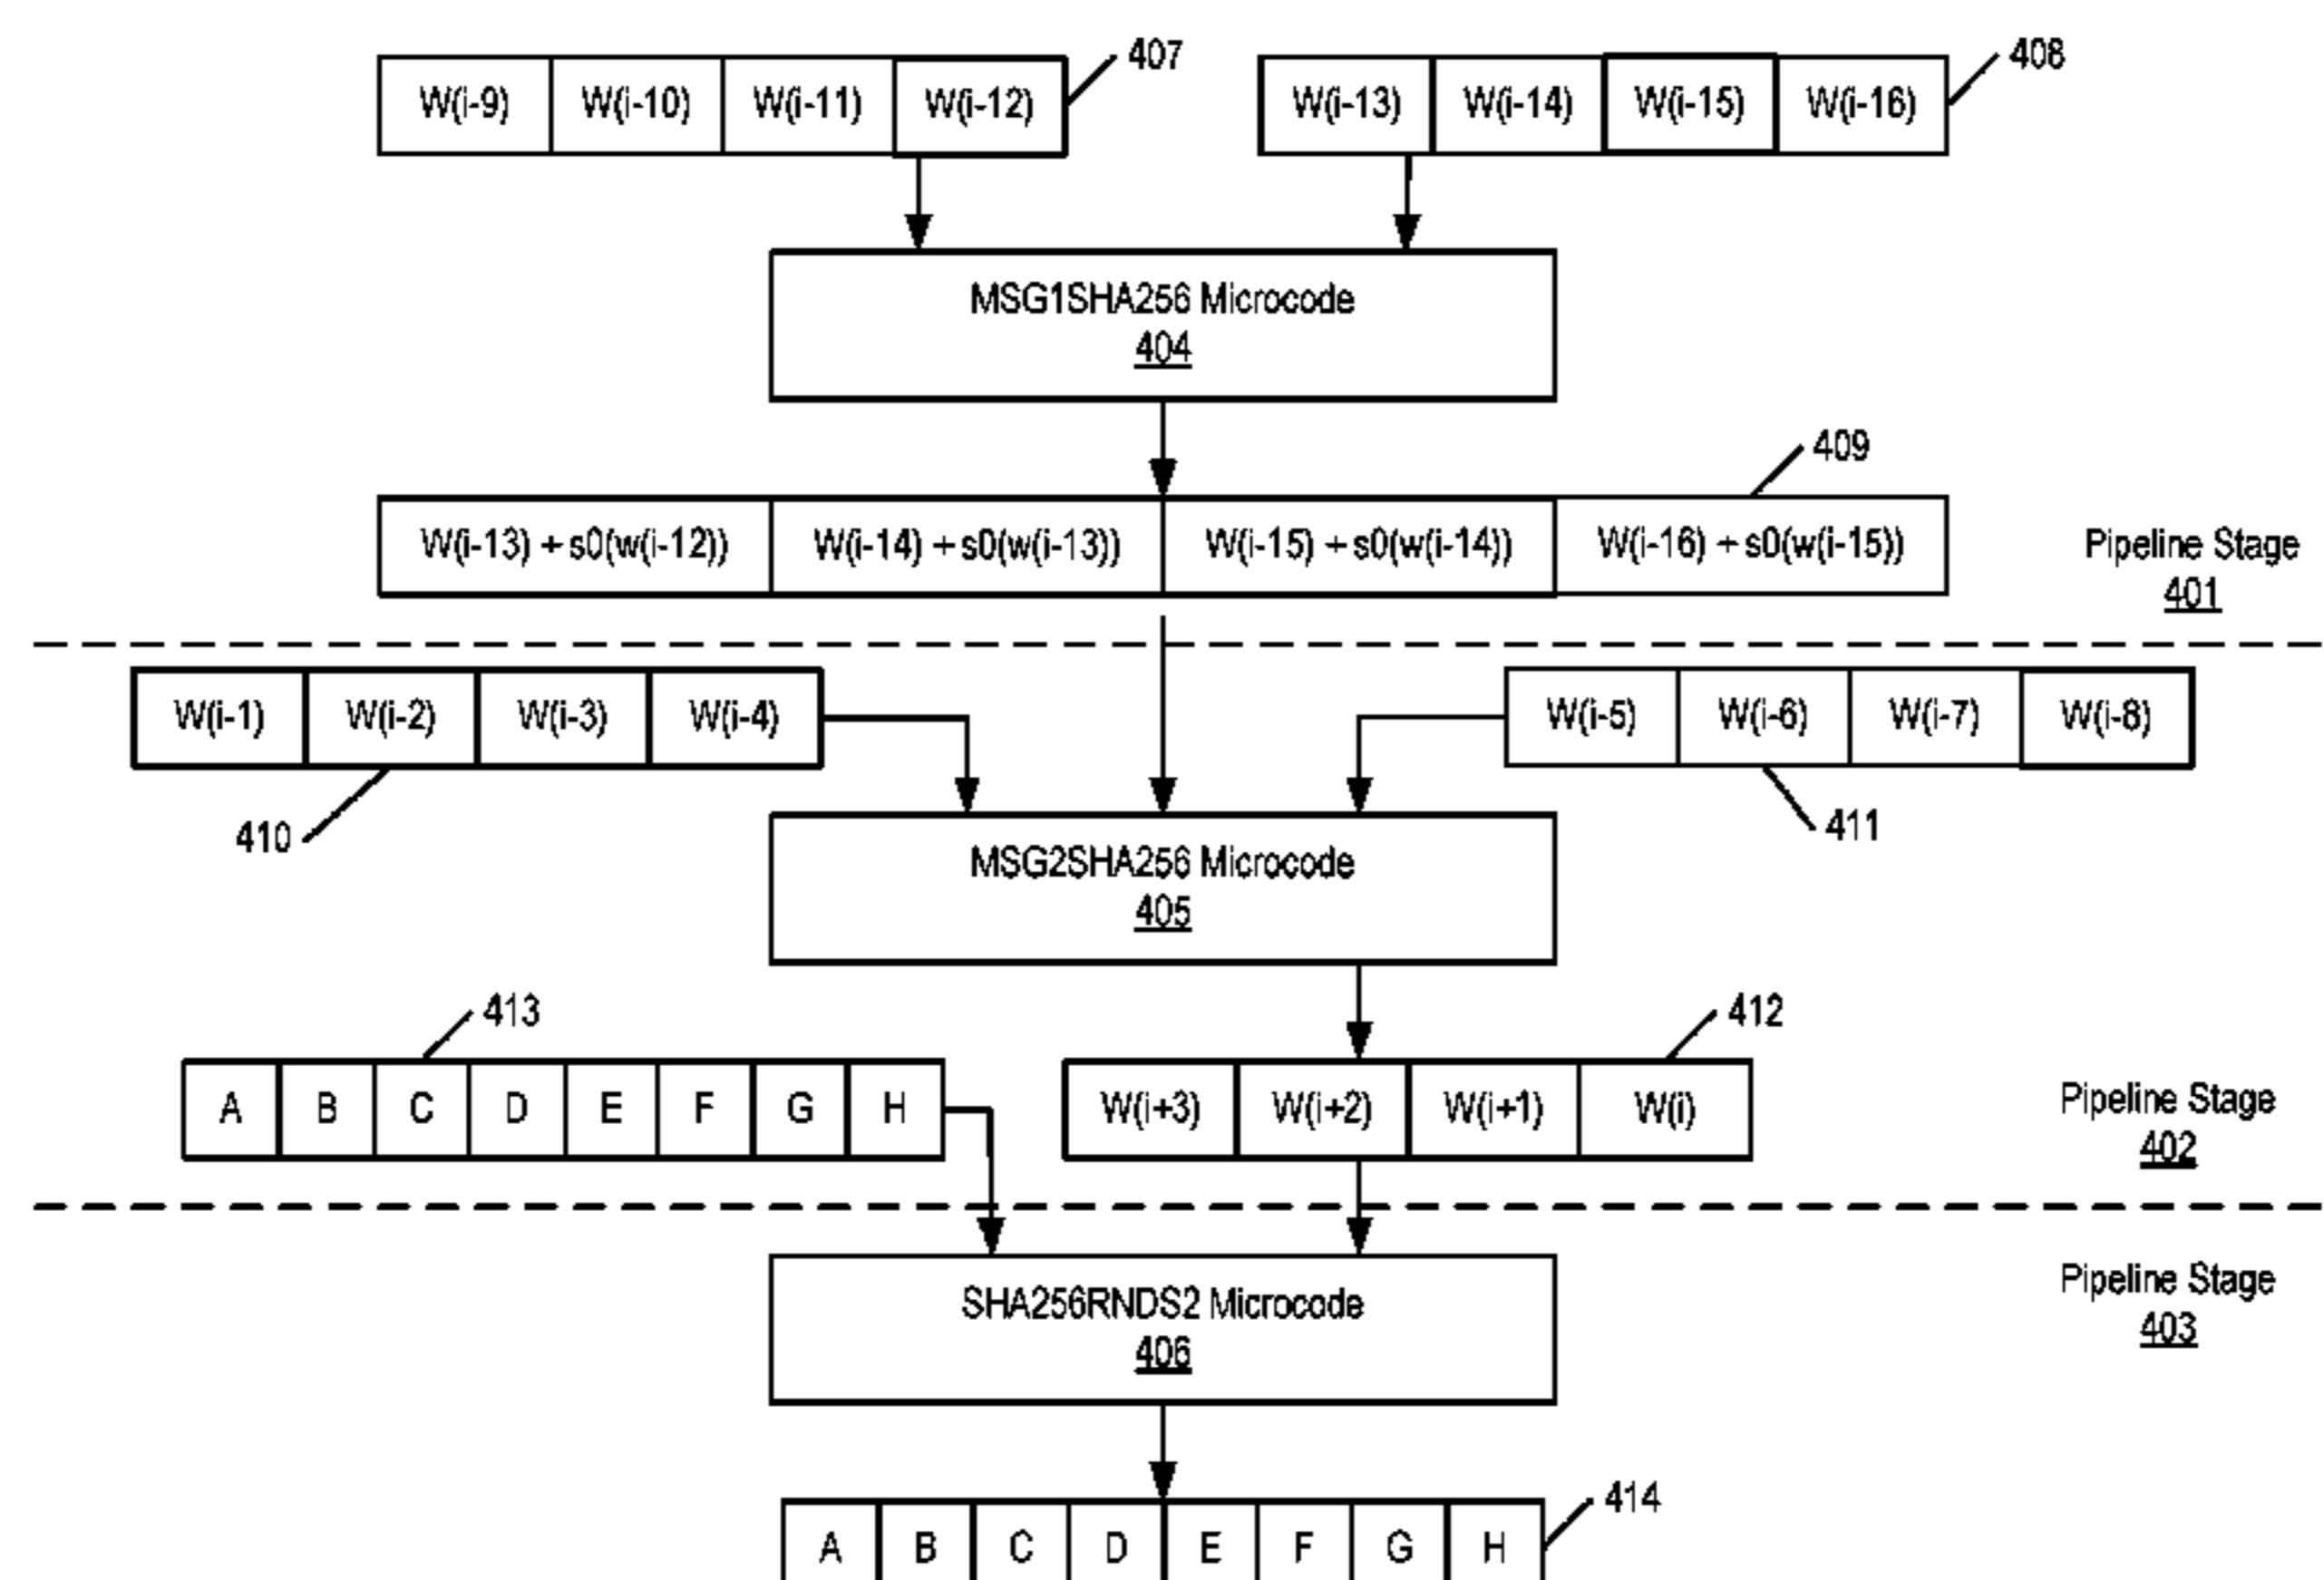 407
408
W(i-9) W(i-10) W(i-11) W(i-12)
W(i-13) W(i-14) W(i-15) W(i-16)
MSG1SHA256 Microcode
404
409
W(i-13) + s0(w(i-12)) W(i-14) + s0(w(i-13)) W(i-15) + s0(w(i-14)) W(i-16) + s0(w(i-15))
Pipeline Stage
401
W(i-1) W(i-2) W(i-3) W(i-4)
W(i-5) W(i-6) W(i-7) W(i-8)
410
411
MSG2SHA256 Microcode
405
413
412
A B C D E F G H
W(i+3) W(i+2) W(i+1) W(i)
Pipeline Stage
402
Pipeline Stage
403
SHA256RNDS2 Microcode
406
414
A B C D E F G H